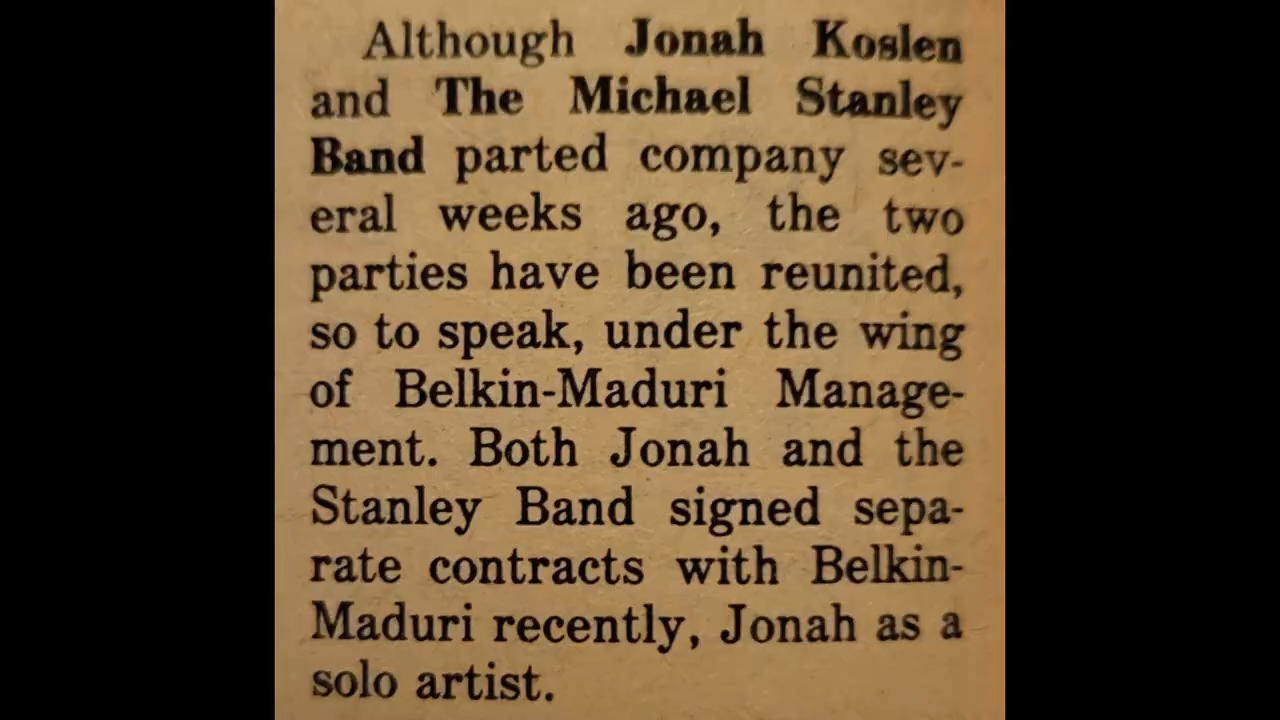 Although Jonah Koslen
and The Michael Stanley
Band parted company sev-
eral weeks ago, the two
parties have been reunited,
so to speak, under the wing
of Belkin-Maduri Manage-
ment. Both Jonah and the
Stanley Band signed sepa-
rate contracts with Belkin-
Maduri recently, Jonah as a
solo artist.